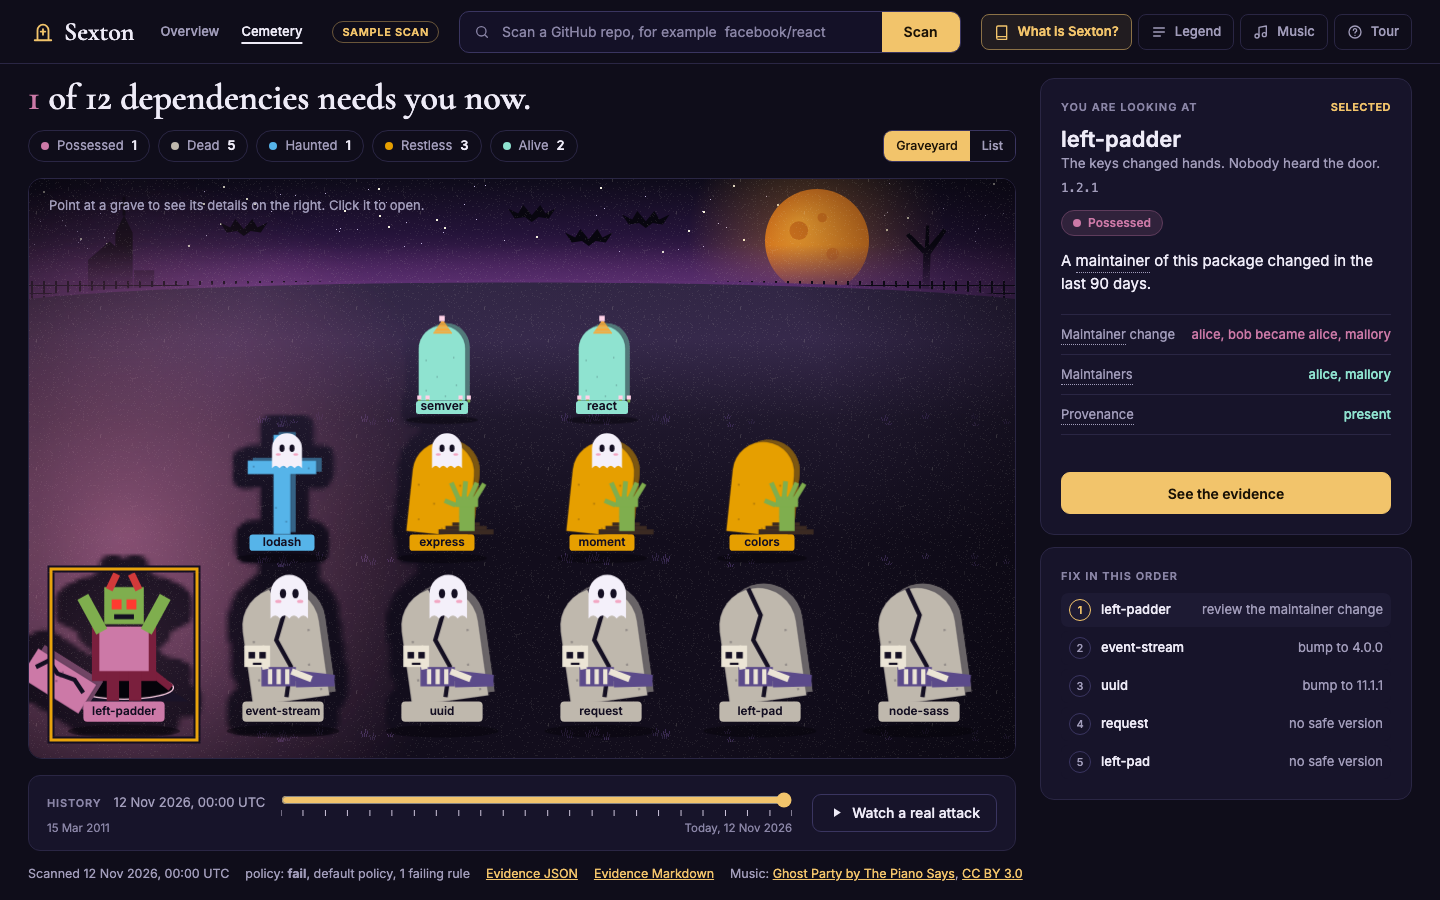 Sexton
Overview
Cemetery
SAMPLE SCAN
Scan a GitHub repo, for example facebook/react
Scan
What is Sexton?
Legend
Music
Tour
1 of 12 dependencies needs you now.
Possessed 1
Dead 5
Haunted 1
Restless 3
Alive 2
Graveyard
List
Point at a grave to see its details on the right. Click it to open.
semver
react
lodash
express
moment
colors
left-padder
event-stream
uuid
request
left-pad
node-sass
HISTORY 12 Nov 2026, 00:00 UTC
15 Mar 2011
Today, 12 Nov 2026
Watch a real attack
Scanned 12 Nov 2026, 00:00 UTC
policy: fail, default policy, 1 failing rule
Evidence JSON
Evidence Markdown
Music: Ghost Party by The Piano Says, CC BY 3.0
YOU ARE LOOKING AT
SELECTED
left-padder
The keys changed hands. Nobody heard the door.
1.2.1
Possessed
A maintainer of this package changed in the
last 90 days.
Maintainer change alice, bob became alice, mallory
Maintainers alice, mallory
Provenance present
See the evidence
FIX IN THIS ORDER
1 left-padder review the maintainer change
2 event-stream bump to 4.0.0
3 uuid bump to 11.1.1
4 request no safe version
5 left-pad no safe version